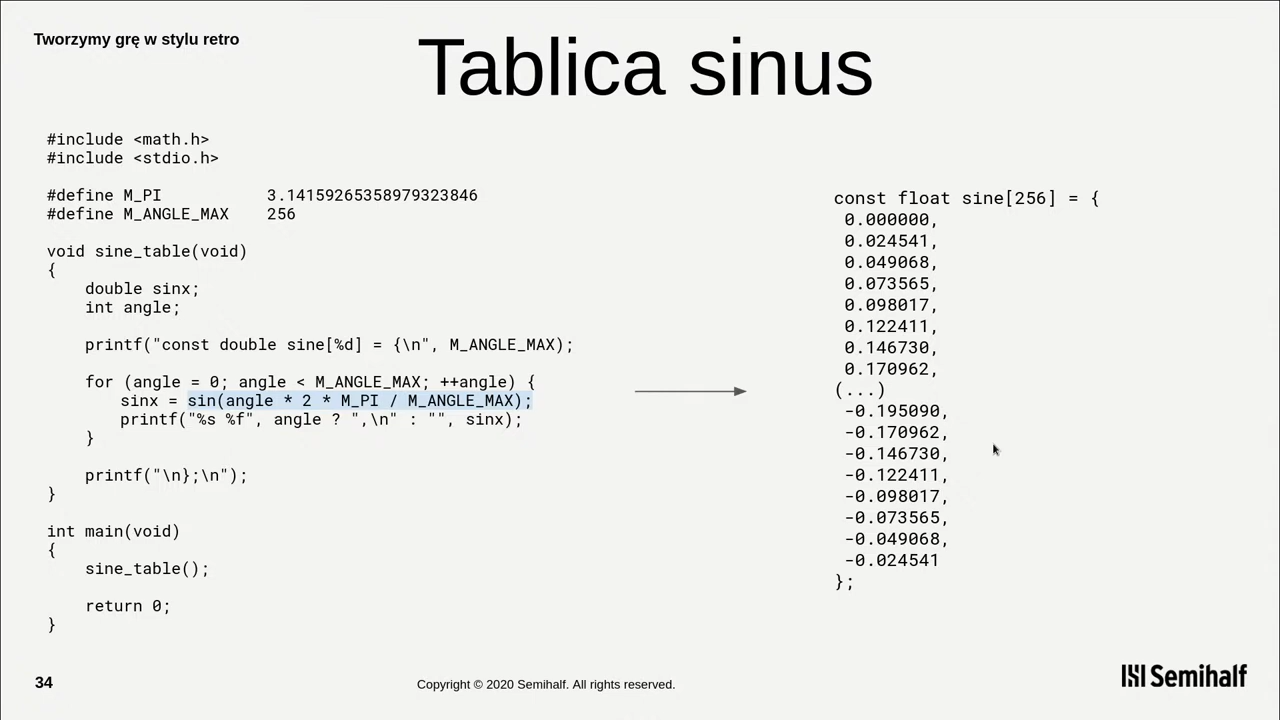 Tworzymy grę w stylu retro
Tablica sinus
#include <math.h>
#include <stdio.h>
#define M_PI 3.14159265358979323846
#define M_ANGLE_MAX 256
void sine_table(void)
{
double sinx;
int angle;
printf("const double sine[%d] = {\n", M_ANGLE_MAX);
for (angle = 0; angle < M_ANGLE_MAX; ++angle) {
sinx = sin(angle * 2 * M_PI / M_ANGLE_MAX);
printf("%s %f", angle ? ",\n" : "", sinx);
}
printf("\n};\n");
}
int main(void)
{
sine_table();
return 0;
}
const float sine[256] = {
0.000000,
0.024541,
0.049068,
0.073565,
0.098017,
0.122411,
0.146730,
0.170962,
(...)
-0.195090,
-0.170962,
-0.146730,
-0.122411,
-0.098017,
-0.073565,
-0.049068,
-0.024541
};
34
Copyright © 2020 Semihalf. All rights reserved.
Semihalf